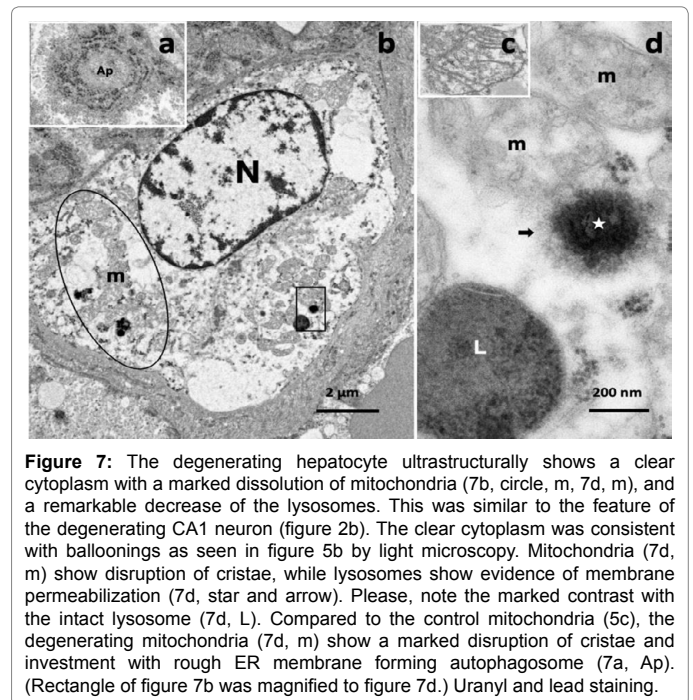 a
Ap
b
N
m
2 µm
c
d
m
m
L
200 nm
Figure 7: The degenerating hepatocyte ultrastructurally shows a clear
cytoplasm with a marked dissolution of mitochondria (7b, circle, m, 7d, m), and
a remarkable decrease of the lysosomes. This was similar to the feature of
the degenerating CA1 neuron (figure 2b). The clear cytoplasm was consistent
with balloonings as seen in figure 5b by light microscopy. Mitochondria (7d,
m) show disruption of cristae, while lysosomes show evidence of membrane
permeabilization (7d, star and arrow). Please, note the marked contrast with
the intact lysosome (7d, L). Compared to the control mitochondria (5c), the
degenerating mitochondria (7d, m) show a marked disruption of cristae and
investment with rough ER membrane forming autophagosome (7a, Ap).
(Rectangle of figure 7b was magnified to figure 7d.) Uranyl and lead staining.